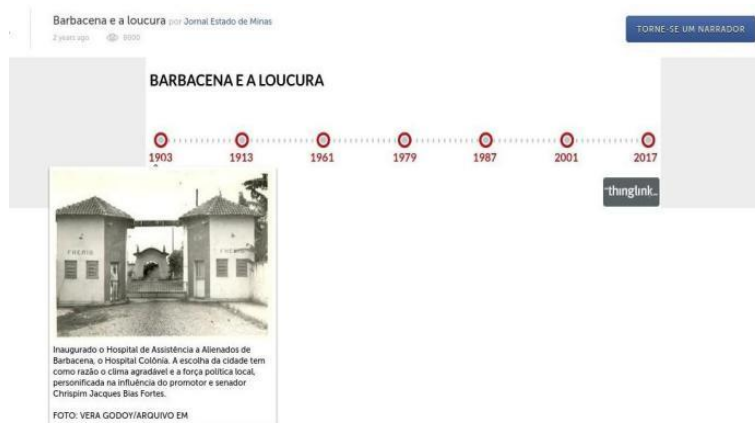 Barbacena e a loucura por Jornal Estado de Minas
2 years ago 8900
TORNE-SE UM NARRADOR
BARBACENA E A LOUCURA
1903 1913 1961 1979 1987 2001 2017
thinglink..
FHEMIG
Inaugurado o Hospital de Assistência a Alienados de
Barbacena, o Hospital Colônia. A escolha da cidade tem
como razão o clima agradável e a força política local,
personificada na influência do promotor e senador
Chrispim Jacques Bias Fortes.
FOTO: VERA GODOY/ARQUIVO EM